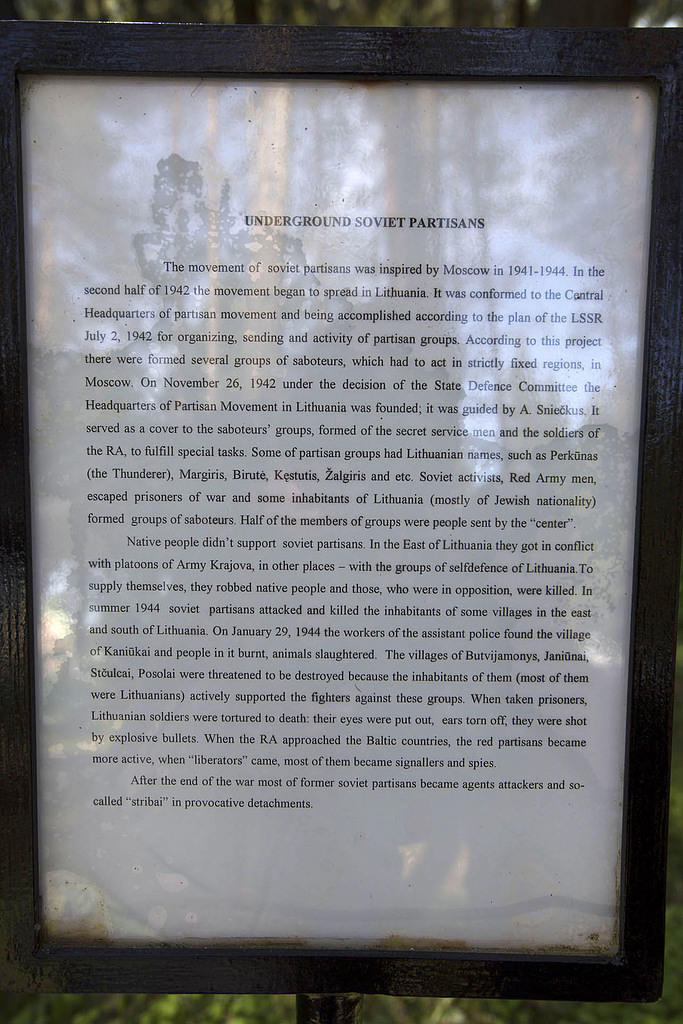 UNDERGROUND SOVIET PARTISANS
The movement of soviet partisans was inspired by Moscow in 1941-1944. In the
second half of 1942 the movement began to spread in Lithuania. It was conformed to the Central
Headquarters of partisan movement and being accomplished according to the plan of the LSSR
July 2, 1942 for organizing, sending and activity of partisan groups. According to this project
there were formed several groups of saboteurs, which had to act in strictly fixed regions, in
Moscow. On November 26, 1942 under the decision of the State Defence Committee the
Headquarters of Partisan Movement in Lithuania was founded; it was guided by A. Sniečkus. It
served as a cover to the saboteurs' groups, formed of the secret service men and the soldiers of
the RA, to fulfill special tasks. Some of partisan groups had Lithuanian names, such as Perkūnas
(the Thunderer), Margiris, Birutė, Kęstutis, Žalgiris and etc. Soviet activists, Red Army men,
escaped prisoners of war and some inhabitants of Lithuania (mostly of Jewish nationality)
formed groups of saboteurs. Half of the members of groups were people sent by the “center”.
Native people didn't support soviet partisans. In the East of Lithuania they got in conflict
with platoons of Army Krajova, in other places – with the groups of selfdefence of Lithuania.To
supply themselves, they robbed native people and those, who were in opposition, were killed. In
summer 1944 soviet partisans attacked and killed the inhabitants of some villages in the east
and south of Lithuania. On January 29, 1944 the workers of the assistant police found the village
of Kaniūkai and people in it burnt, animals slaughtered. The villages of Butvijamonys, Janiūnai,
Stčulcai, Posolai were threatened to be destroyed because the inhabitants of them (most of them
were Lithuanians) actively supported the fighters against these groups. When taken prisoners,
Lithuanian soldiers were tortured to death: their eyes were put out, ears torn off, they were shot
by explosive bullets. When the RA approached the Baltic countries, the red partisans became
more active, when “liberators” came, most of them became signallers and spies.
After the end of the war most of former soviet partisans became agents attackers and so-
called “stribai” in provocative detachments.